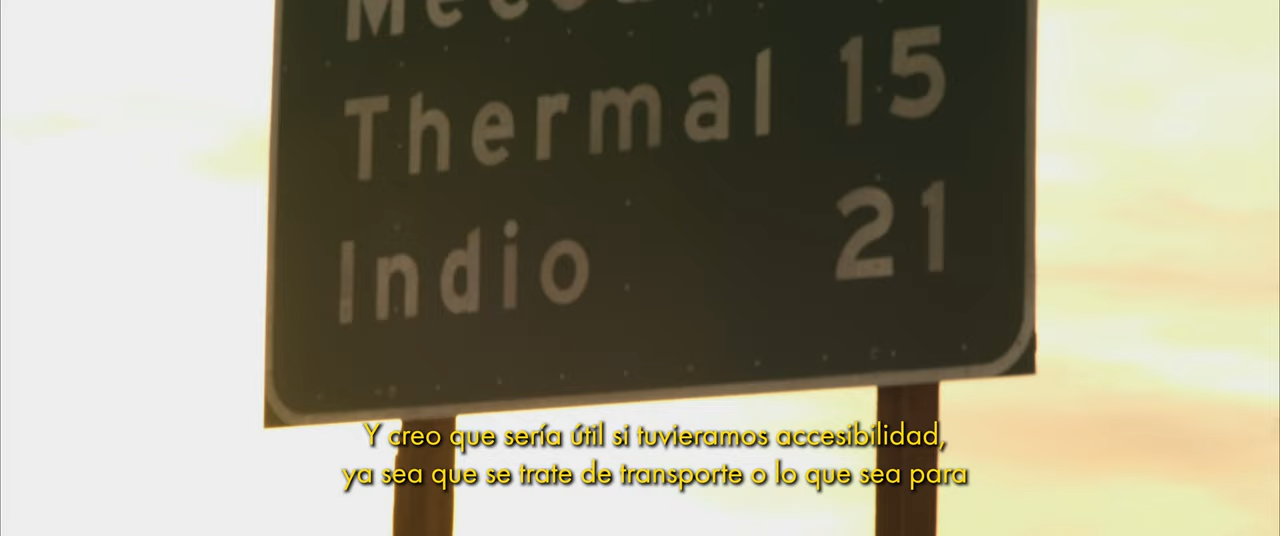 Thermal 15
Indio 21
Y creo que sería útil si tuvieramos accesibilidad,
ya sea que se trate de transporte o lo que sea para